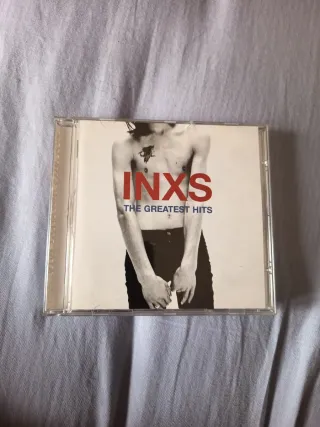 INXS
THE GREATEST HITS